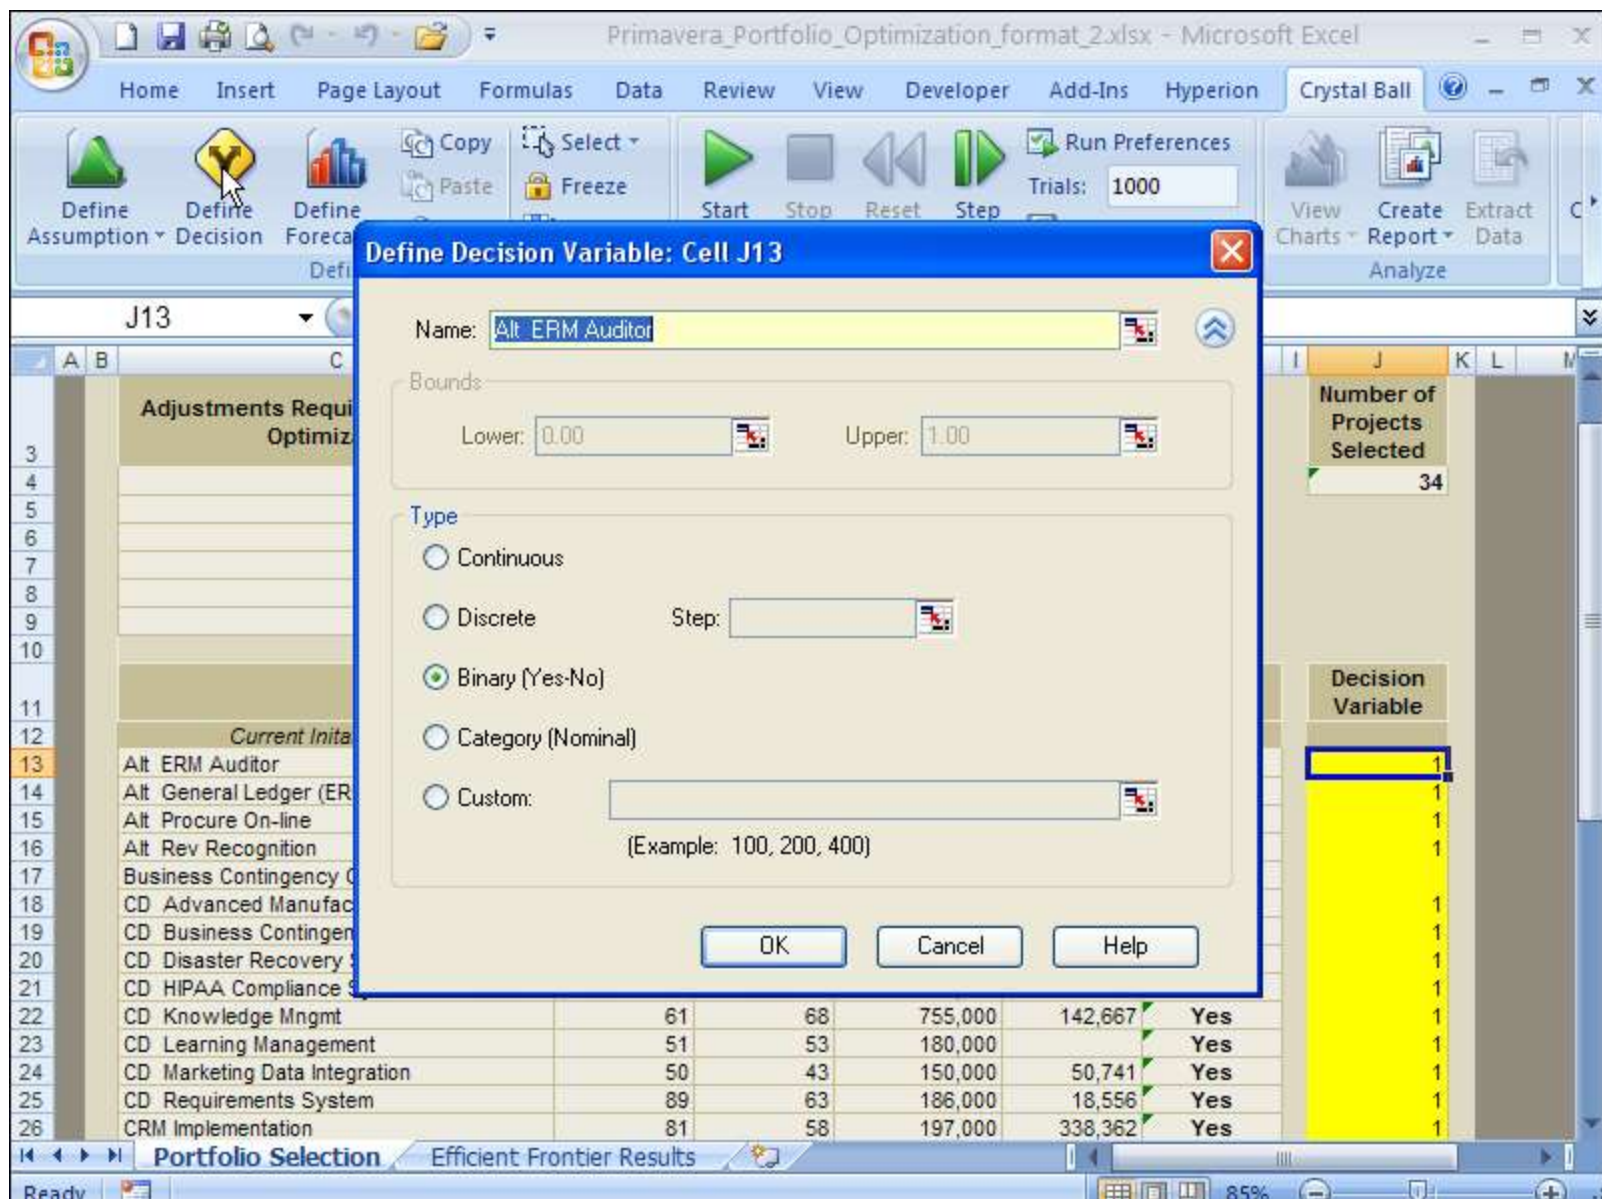 Primavera_Portfolio_Optimization_format_2.xlsx - Microsoft Excel
Home Insert Page Layout Formulas Data Review View Developer Add-Ins Hyperion Crystal Ball
Define Assumption
Define Decision
Define
Copy
Paste
Select
Freeze
Start
Stop
Reset
Step
Run Preferences
Trials: 1000
View Charts
Create Report
Extract Data
Analyze
Define Decision Variable: Cell J13
Name: Alt ERM Auditor
Bounds
Lower: 0.00 Upper: 1.00
Type
Continuous
Discrete Step:
Binary (Yes-No)
Category (Nominal)
Custom:
(Example: 100, 200, 400)
OK Cancel Help
J13
A B C I J K L
3 Adjustments
Number of
Projects
Selected
4 34
5
6
7
8
9
10
11 Decision
Variable
12 Current
13 Alt ERM Auditor 1
14 Alt General Ledger 1
15 Alt Procure On-line 1
16 Alt Rev Recognition 1
17 Business Contingency
18 CD Advanced 1
19 CD Business 1
20 CD Disaster Recovery 1
21 CD HIPAA Compliance 1
22 CD Knowledge Mngmt 61 68 755,000 142,667 Yes 1
23 CD Learning Management 51 53 180,000 Yes 1
24 CD Marketing Data Integration 50 43 150,000 50,741 Yes 1
25 CD Requirements System 89 63 186,000 18,556 Yes 1
26 CRM Implementation 81 58 197,000 338,362 Yes 1
Portfolio Selection Efficient Frontier Results
Ready 85%